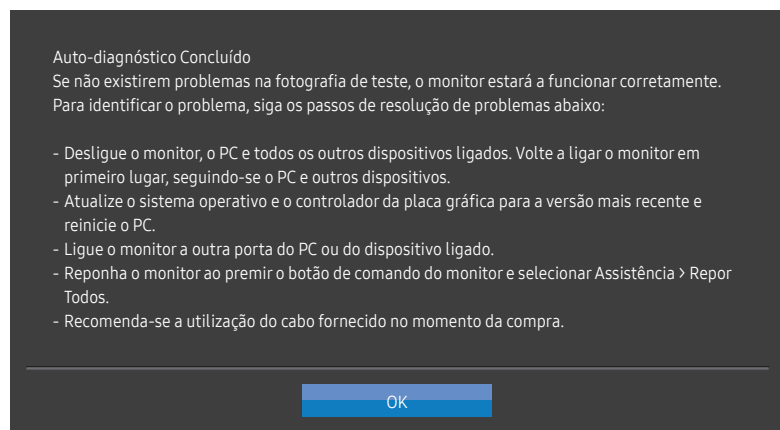 Auto-diagnóstico Concluído
Se não existirem problemas na fotografia de teste, o monitor estará a funcionar corretamente.
Para identificar o problema, siga os passos de resolução de problemas abaixo:
- Desligue o monitor, o PC e todos os outros dispositivos ligados. Volte a ligar o monitor em
primeiro lugar, seguindo-se o PC e outros dispositivos.
- Atualize o sistema operativo e o controlador da placa gráfica para a versão mais recente e
reinicie o PC.
- Ligue o monitor a outra porta do PC ou do dispositivo ligado.
- Reponha o monitor ao premir o botão de comando do monitor e selecionar Assistência > Repor
Todos.
- Recomenda-se a utilização do cabo fornecido no momento da compra.
OK